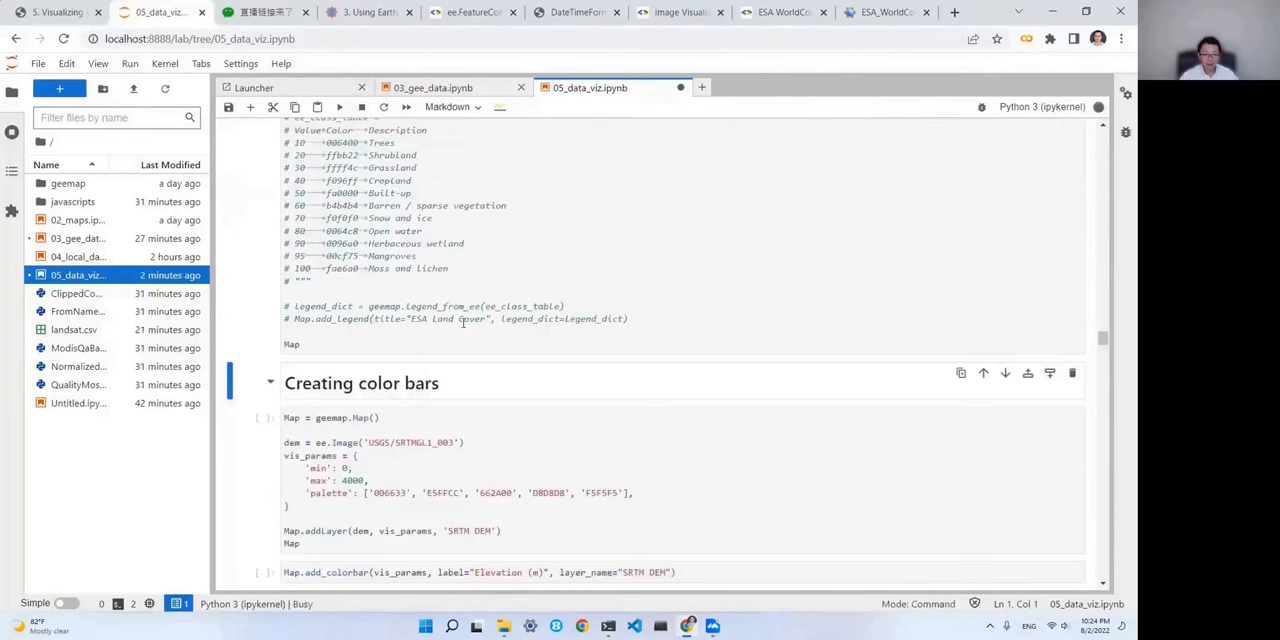 5. Visualizing
05_data_viz.
直播链接来了
3. Using Earth
ee.FeatureCol
DateTimeForm
Image Visuali
ESA WorldCov
ESA_WorldCo
localhost:8888/lab/tree/05_data_viz.ipynb
File Edit View Run Kernel Tabs Settings Help
Launcher
03_gee_data.ipynb
05_data_viz.ipynb
Markdown
Python 3 (ipykernel)
Filter files by name
/
Name Last Modified
geemap a day ago
javascripts 31 minutes ago
02_maps.ip... a day ago
03_gee_dat... 27 minutes ago
04_local_da... 2 hours ago
05_data_viz... 2 minutes ago
ClippedCo... 31 minutes ago
FromName... 31 minutes ago
landsat.csv 31 minutes ago
ModisQaBa... 31 minutes ago
Normalized... 31 minutes ago
QualityMos... 31 minutes ago
Untitled.ipy... 42 minutes ago
# ee_class_table =
# Value Color Description
# 10 006400 Trees
# 20 ffbb22 Shrubland
# 30 ffff4c Grassland
# 40 f096ff Cropland
# 50 fa0000 Built-up
# 60 b4b4b4 Barren / sparse vegetation
# 70 f0f0f0 Snow and ice
# 80 0064c8 Open water
# 90 0096a0 Herbaceous wetland
# 95 00cf75 Mangroves
# 100 fae6a0 Moss and lichen
# """
# legend_dict = geemap.legend_from_ee(ee_class_table)
# Map.add_legend(title="ESA Land Cover", legend_dict=legend_dict)
Map
Creating color bars
[ ]: Map = geemap.Map()
dem = ee.Image('USGS/SRTMGL1_003')
vis_params = {
'min': 0,
'max': 4000,
'palette': ['006633', 'E5FFCC', '662A00', 'D8D8D8', 'F5F5F5'],
}
Map.addLayer(dem, vis_params, 'SRTM DEM')
Map
[ ]: Map.add_colorbar(vis_params, label="Elevation (m)", layer_name="SRTM DEM")
Simple 0 2 1 Python 3 (ipykernel) | Busy
Mode: Command Ln 1, Col 1 05_data_viz.ipynb
82°F
Mostly clear
ENG
10:24 PM
8/2/2022